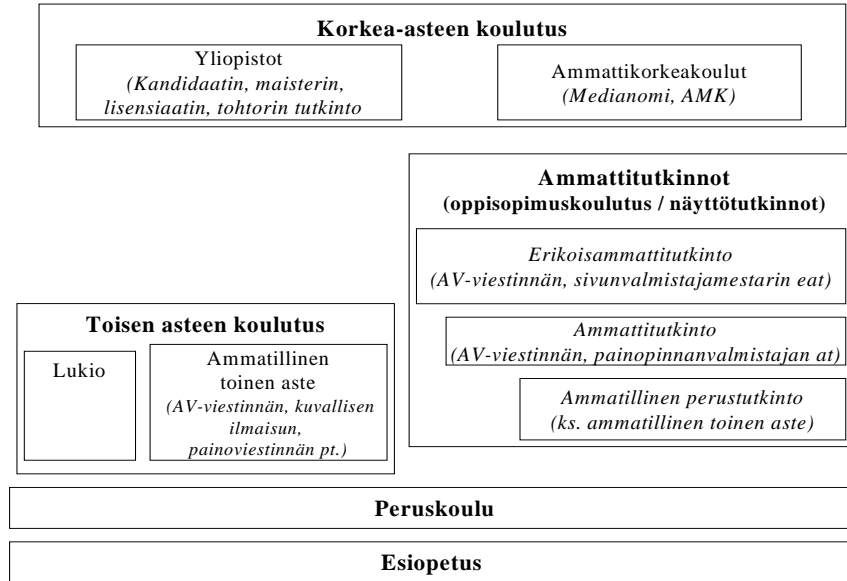 Korkea-asteen koulutus
Yliopistot
(Kandidaatin, maisterin,
lisensiaatin, tohtorin tutkinto
Ammattikorkeakoulut
(Medianomi, AMK)
Ammattitutkinnot
(oppisopimuskoulutus / näyttötutkinnot)
Erikoisammattitutkinto
(AV-viestinnän, sivunvalmistajamestarin eat)
Ammattitutkinto
(AV-viestinnän, painopinnanvalmistajan at)
Ammatillinen perustutkinto
(ks. ammatillinen toinen aste)
Toisen asteen koulutus
Lukio
Ammatillinen
toinen aste
(AV-viestinnän, kuvallisen
ilmaisun,
painoviestinnän pt.)
Peruskoulu
Esiopetus